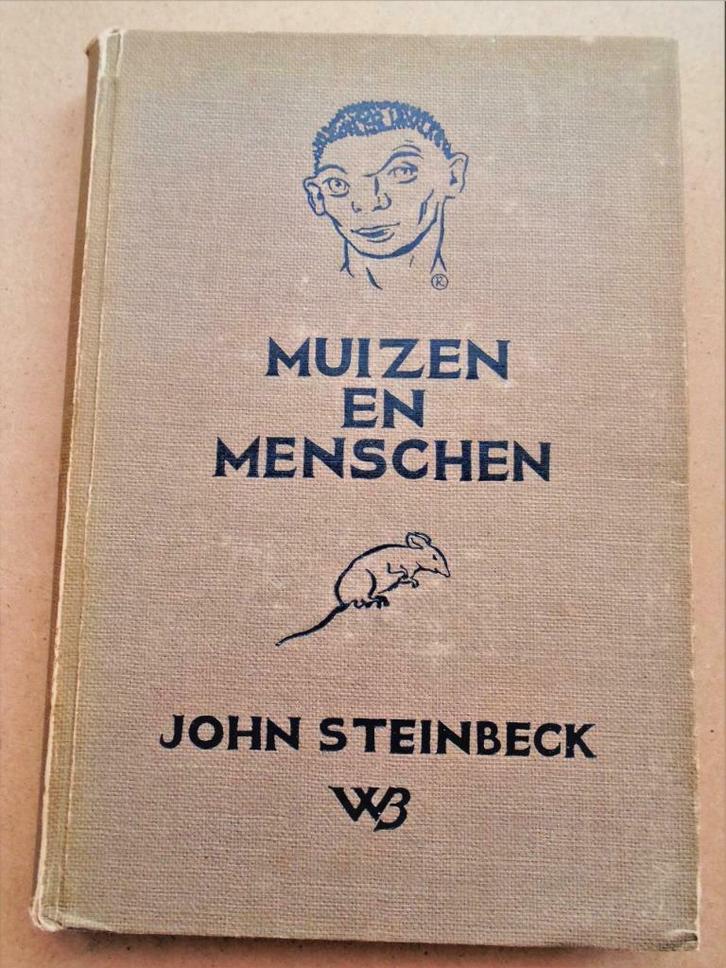 R
MUIZEN
EN
MENSCHEN
JOHN STEINBECK
WB